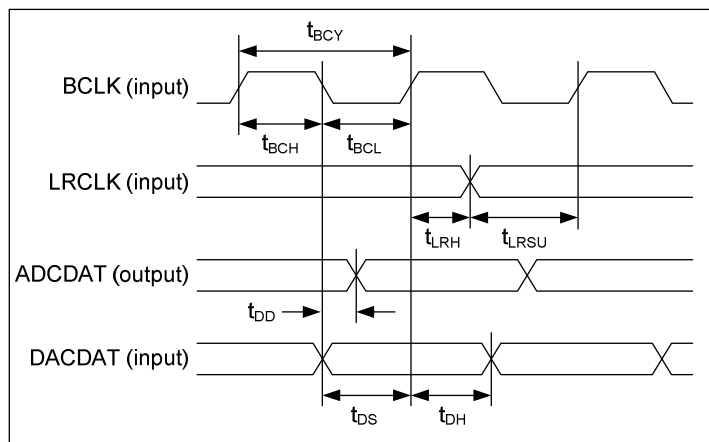 tBCY
BCLK (input)
tBCH tBCL
LRCLK (input)
tLRH tLRSU
ADCDAT (output)
tDD
DACDAT (input)
tDS tDH